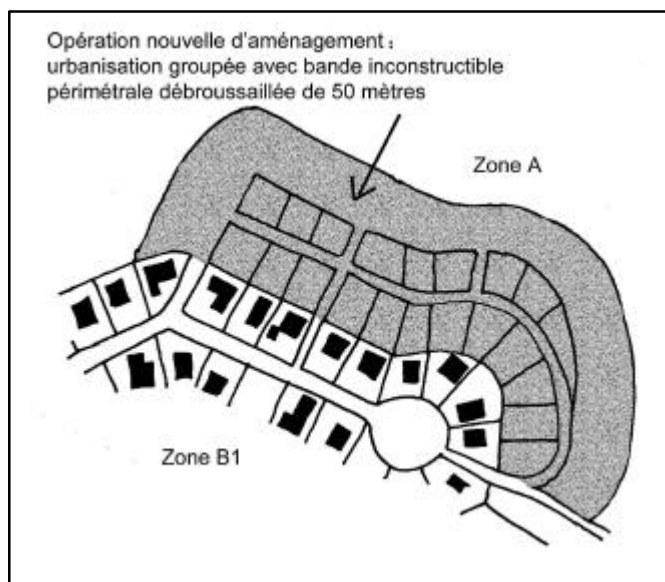 Opération nouvelle d'aménagement :
urbanisation groupée avec bande inconstructible
périmétrale débroussaillée de 50 mètres
Zone A
Zone B1